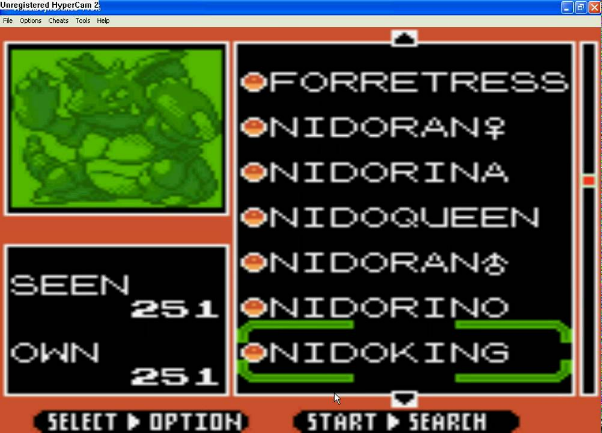 Unregistered HyperCam 2
File Options Cheats Tools Help
FORRETRESS
NIDORAN♀
NIDORINA
NIDOQUEEN
NIDORAN♂
NIDORINO
NIDOKING
SEEN
251
OWN
251
SELECT ▶ OPTION
START ▶ SEARCH